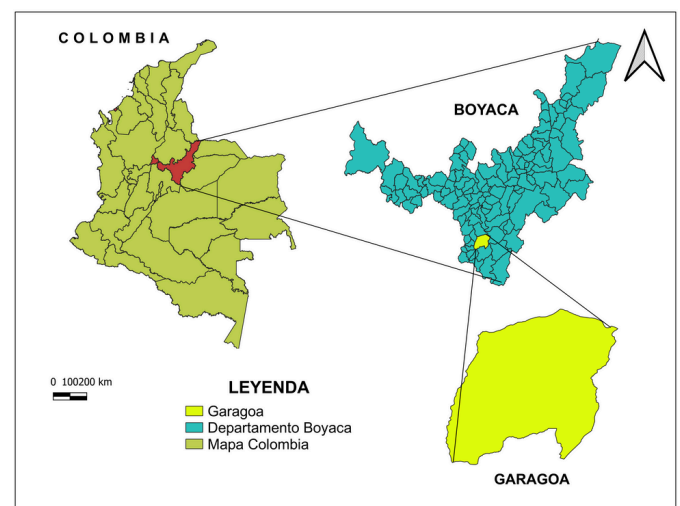 COLOMBIA
BOYACA
0 100200 km
LEYENDA
Garagoa
Departamento Boyaca
Mapa Colombia
GARAGOA